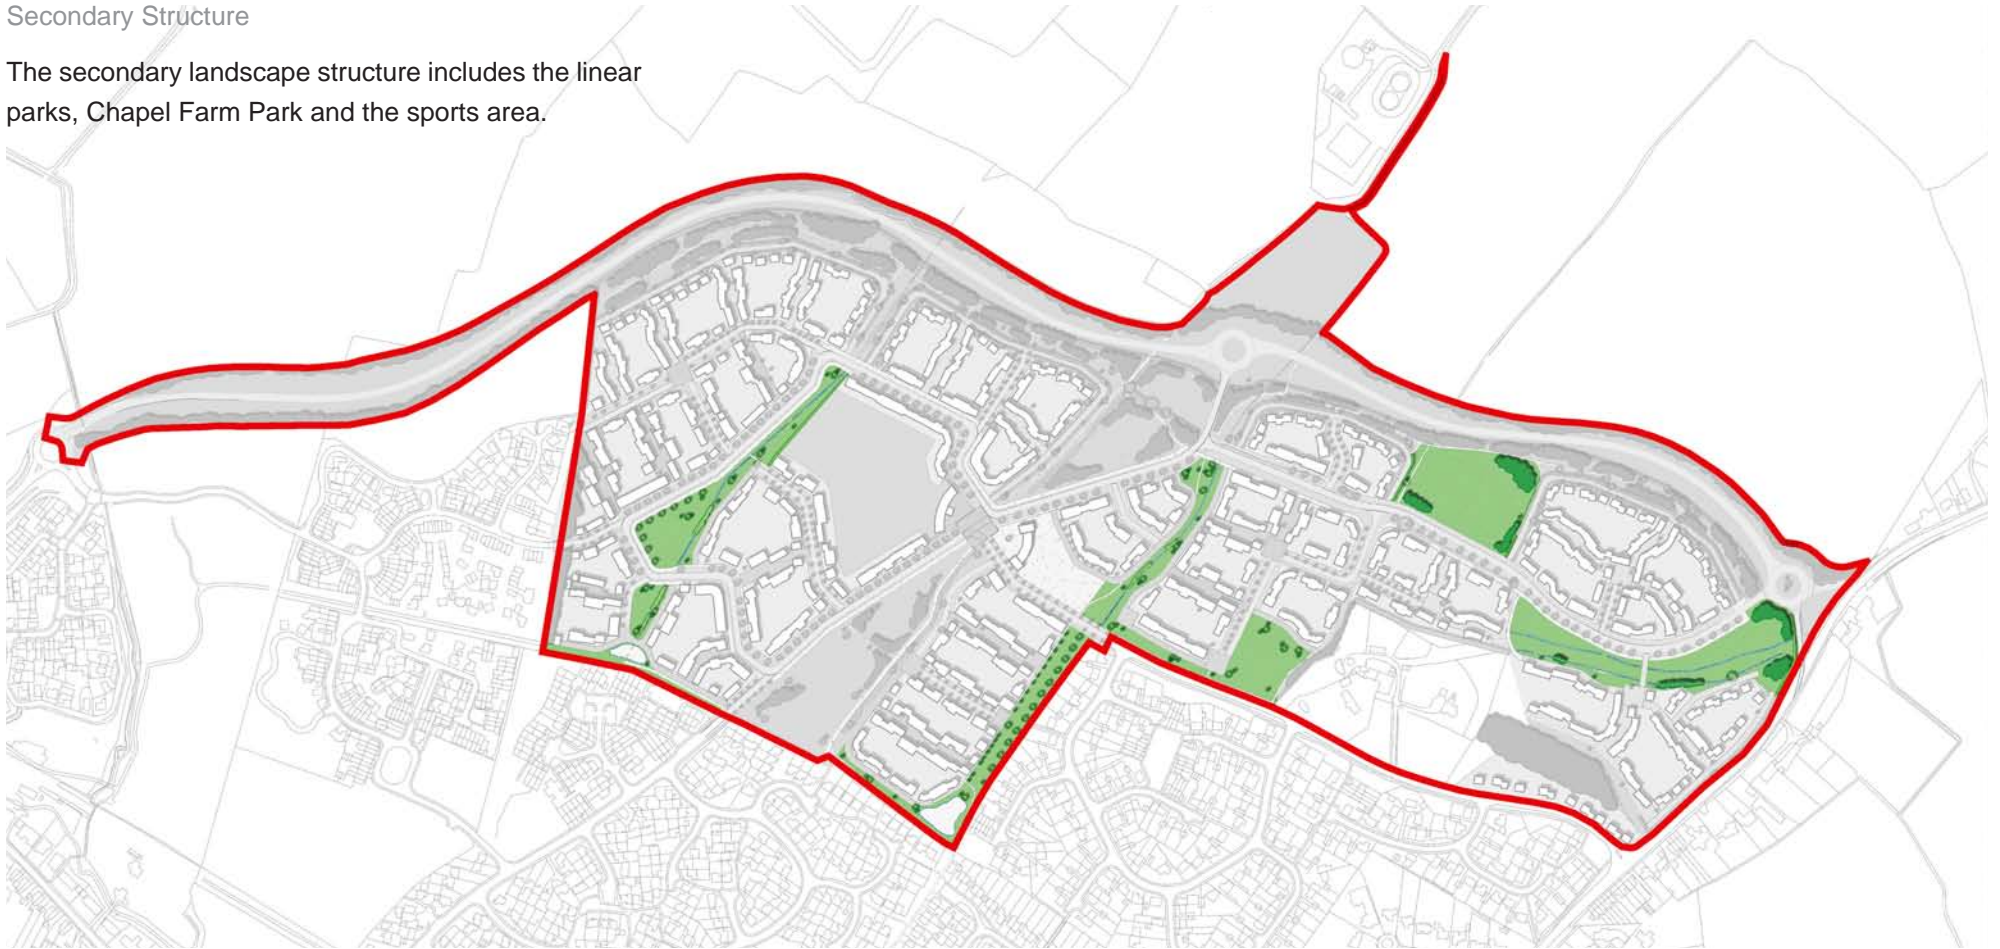 Secondary Structure
The secondary landscape structure includes the linear
parks, Chapel Farm Park and the sports area.